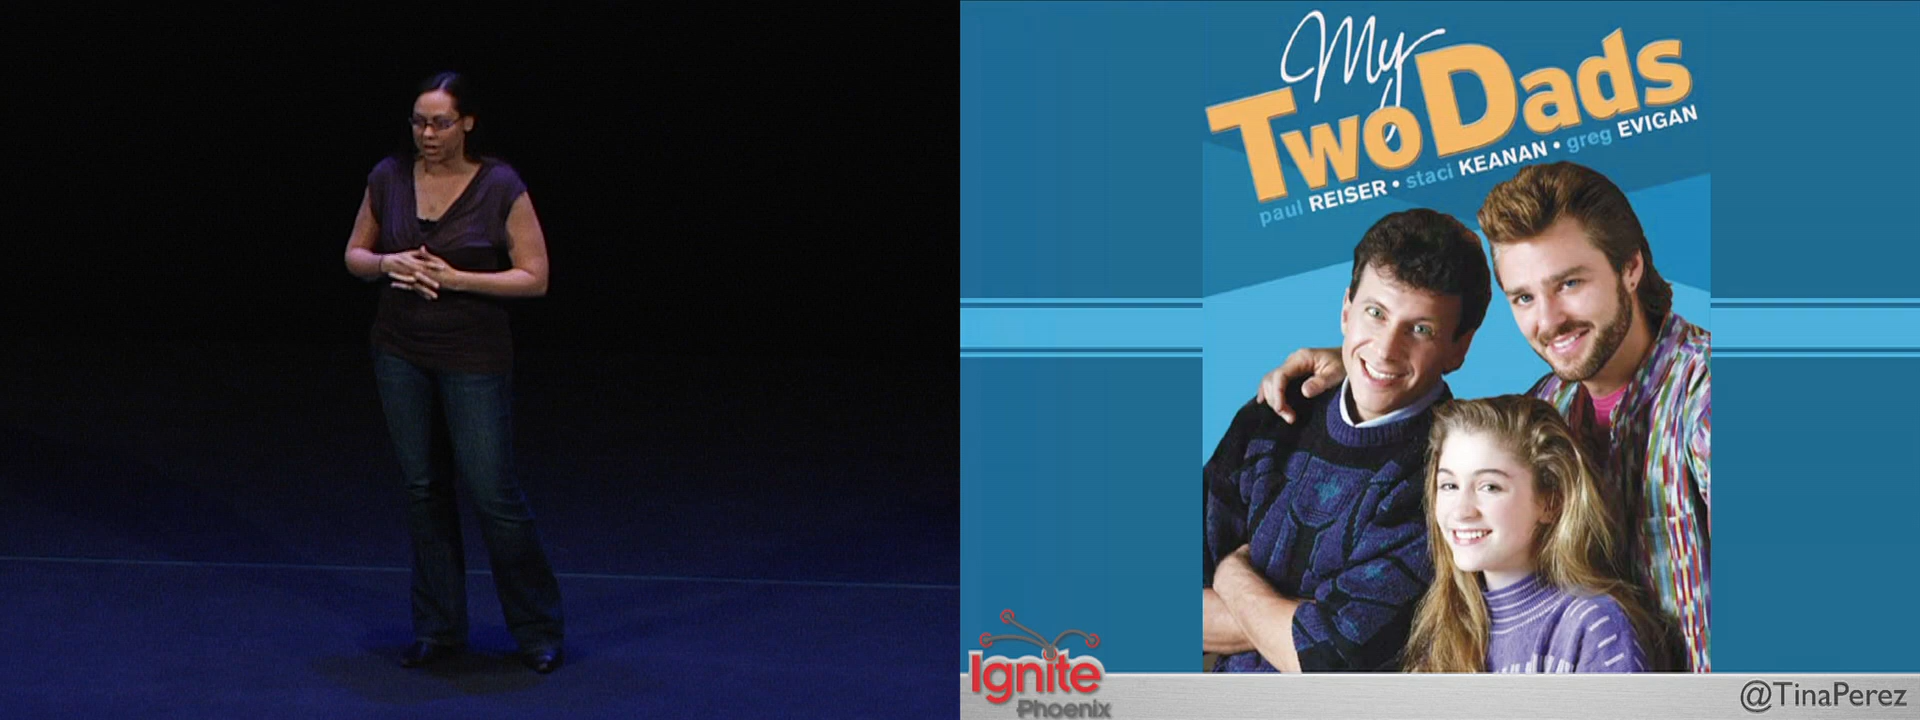 My
Two Dads
paul REISER • staci KEANAN • greg EVIGAN
Ignite
Phoenix
@TinaPerez